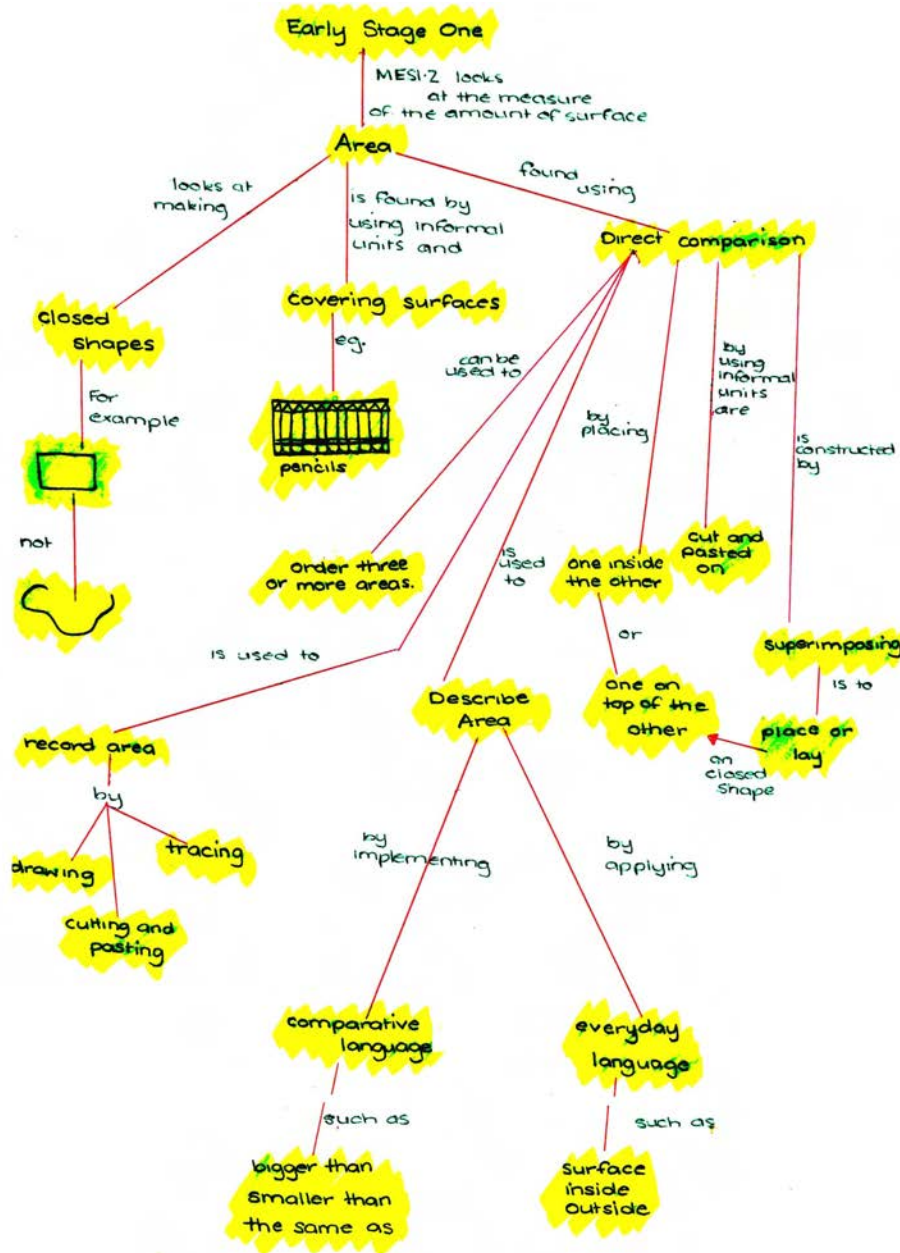 Early Stage One
MES1.2 looks
at the measure
of the amount of surface
Area
looks at
making
is found by
using informal
units and
found
using
Direct comparison
closed
shapes
covering surfaces
For
example
eg.
pencils
can be
used to
by
placing
by
using
informal
units
are
is
constructed
by
not
order three
or more areas.
is
used
to
one inside
the other
cut and
pasted
on
is used to
or
superimposing
is to
record area
Describe
Area
one on
top of the
other
place or
lay
on
closed
shape
by
drawing
tracing
cutting and
pasting
by
implementing
by
applying
comparative
language
everyday
language
such as
such as
bigger than
smaller than
the same as
surface
inside
outside